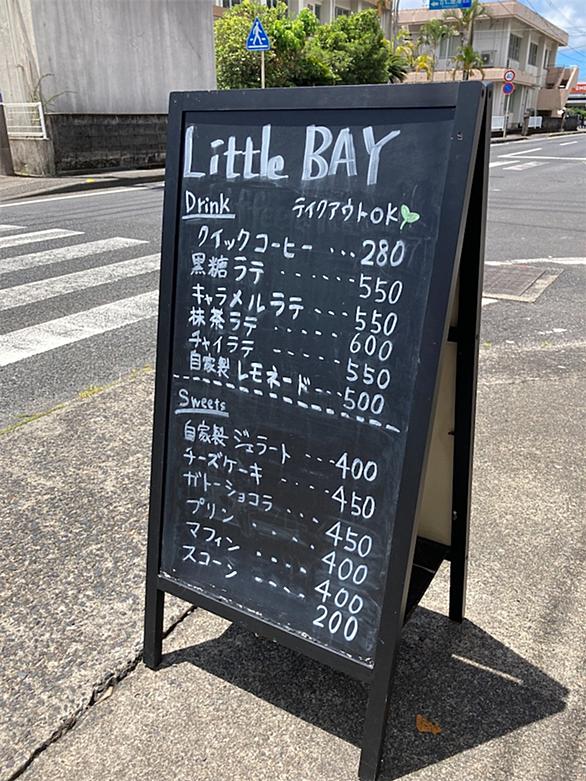 Little BAY
Drink テイクアウトOK
クイックコーヒー ... 280
黒糖ラテ ...... 550
キャラメルラテ .... 550
抹茶ラテ ..... 600
チャイラテ ----- 550
自家製レモネード --- 500
Sweets
自家製ジェラート ... 400
チーズケーキ .... 450
ガトーショコラ .... 450
プリン .... 400
マフィン .... 400
スコーン .... 200